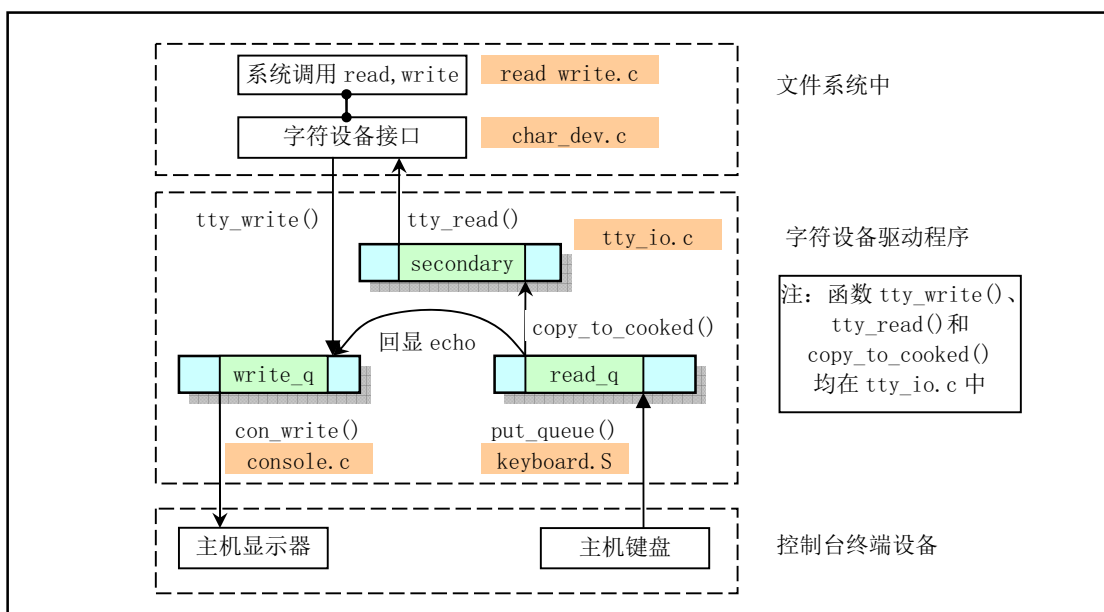 系统调用 read,write
read write.c
文件系统中
字符设备接口
char_dev.c
tty_write()
tty_read()
tty_io.c
字符设备驱动程序
secondary
注：函数 tty_write()、
tty_read()和
copy_to_cooked()
均在 tty_io.c 中
copy_to_cooked()
回显 echo
write_q
read_q
con_write()
put_queue()
console.c
keyboard.S
主机显示器
主机键盘
控制台终端设备